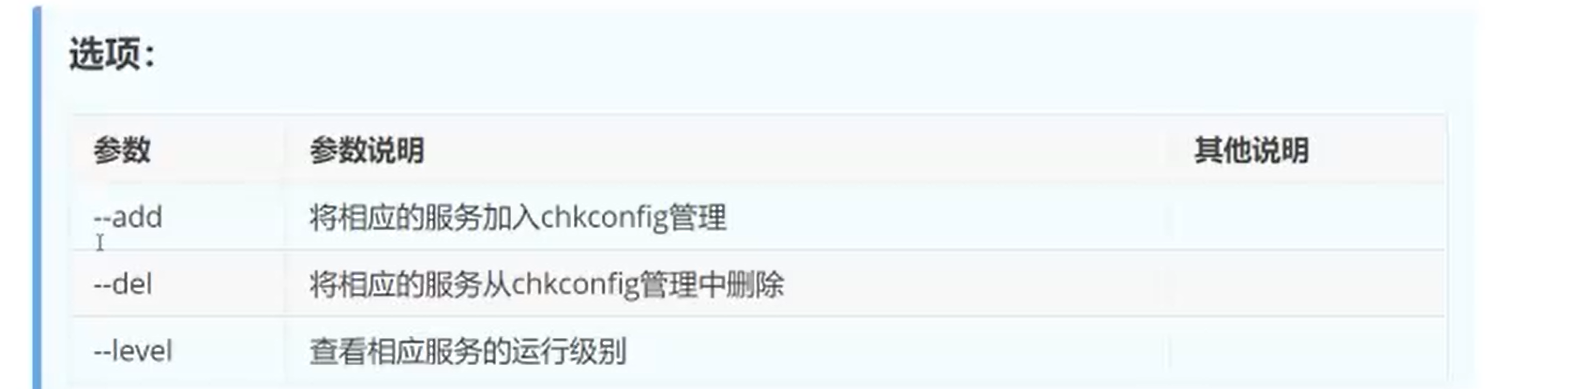 选项：
参数 参数说明 其他说明
--add 将相应的服务加入chkconfig管理
--del 将相应的服务从chkconfig管理中删除
--level 查看相应服务的运行级别